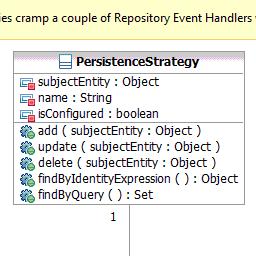 ies cramp a couple of Repository Event Handlers
PersistenceStrategy
subjectEntity : Object
name : String
isConfigured : boolean
add ( subjectEntity : Object )
update ( subjectEntity : Object )
delete ( subjectEntity : Object )
findByIdentityExpression ( ) : Object
findByQuery ( ) : Set
1